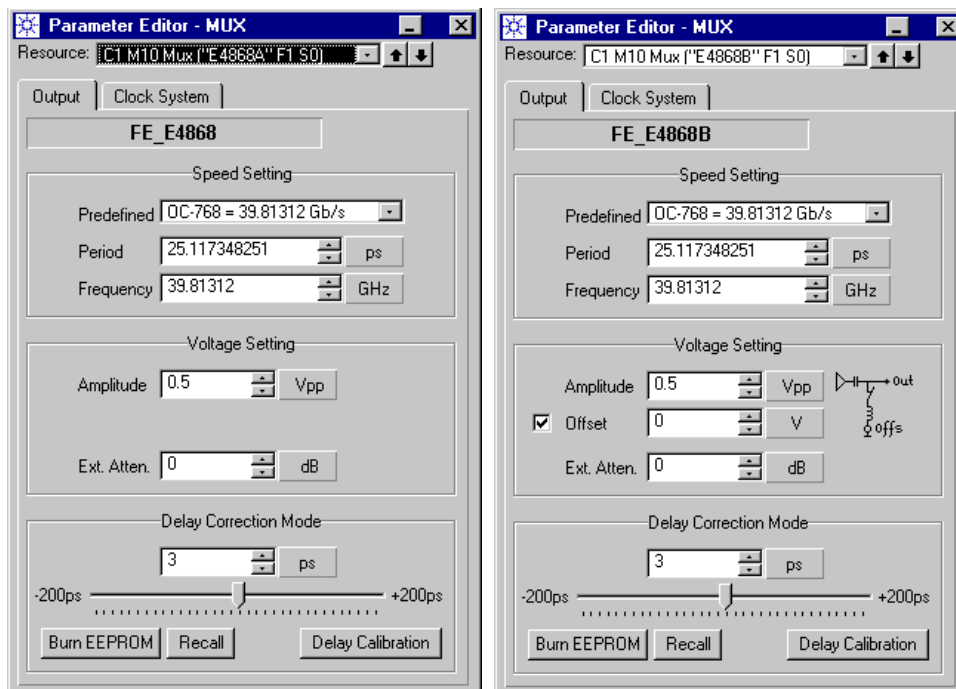 Parameter Editor - MUX
Resource: C1 M10 Mux ("E4868A" F1 S0)
Output Clock System
FE_E4868
Speed Setting
Predefined OC-768 = 39.81312 Gb/s
Period 25.117348251 ps
Frequency 39.81312 GHz
Voltage Setting
Amplitude 0.5 Vpp
Ext. Atten. 0 dB
Delay Correction Mode
3 ps
-200ps +200ps
Burn EEPROM Recall Delay Calibration
Parameter Editor - MUX
Resource: C1 M10 Mux ("E4868B" F1 S0)
Output Clock System
FE_E4868B
Speed Setting
Predefined OC-768 = 39.81312 Gb/s
Period 25.117348251 ps
Frequency 39.81312 GHz
Voltage Setting
Amplitude 0.5 Vpp out
Offset 0 V offs
Ext. Atten. 0 dB
Delay Correction Mode
3 ps
-200ps +200ps
Burn EEPROM Recall Delay Calibration